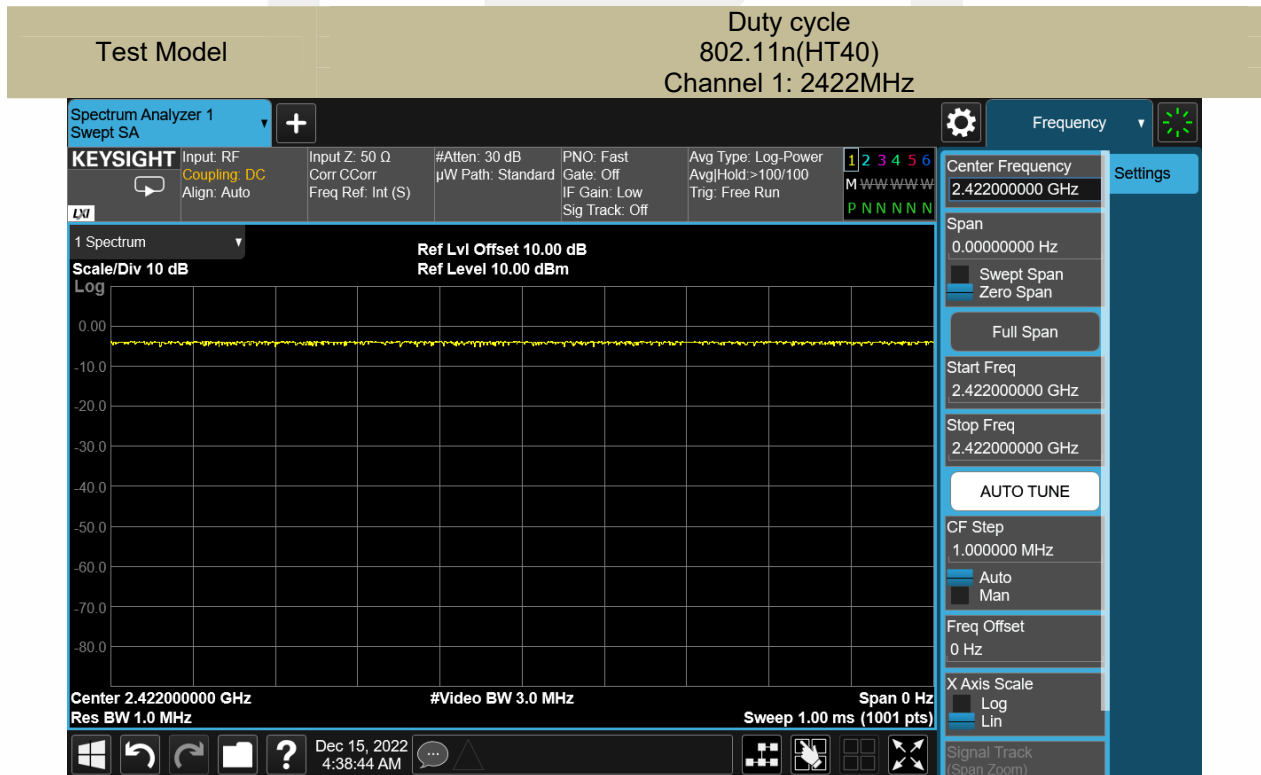 Test Model
Duty cycle
802.11n(HT40)
Channel 1: 2422MHz
Spectrum Analyzer 1
Swept SA
Frequency
KEYSIGHT
LXI
Input: RF
Coupling: DC
Align: Auto
Input Z: 50 Ω
Corr CCorr
Freq Ref: Int (S)
#Atten: 30 dB
µW Path: Standard
PNO: Fast
Gate: Off
IF Gain: Low
Sig Track: Off
Avg Type: Log-Power
Avg|Hold:>100/100
Trig: Free Run
1 2 3 4 5 6
M W W W W W
P N N N N N
1 Spectrum
Scale/Div 10 dB
Log
Ref Lvl Offset 10.00 dB
Ref Level 10.00 dBm
0.00
-10.0
-20.0
-30.0
-40.0
-50.0
-60.0
-70.0
-80.0
Center 2.422000000 GHz
Res BW 1.0 MHz
#Video BW 3.0 MHz
Span 0 Hz
Sweep 1.00 ms (1001 pts)
Center Frequency
2.422000000 GHz
Settings
Span
0.00000000 Hz
Swept Span
Zero Span
Full Span
Start Freq
2.422000000 GHz
Stop Freq
2.422000000 GHz
AUTO TUNE
CF Step
1.000000 MHz
Auto
Man
Freq Offset
0 Hz
X Axis Scale
Log
Lin
Signal Track
(Span Zoom)
?
Dec 15, 2022
4:38:44 AM